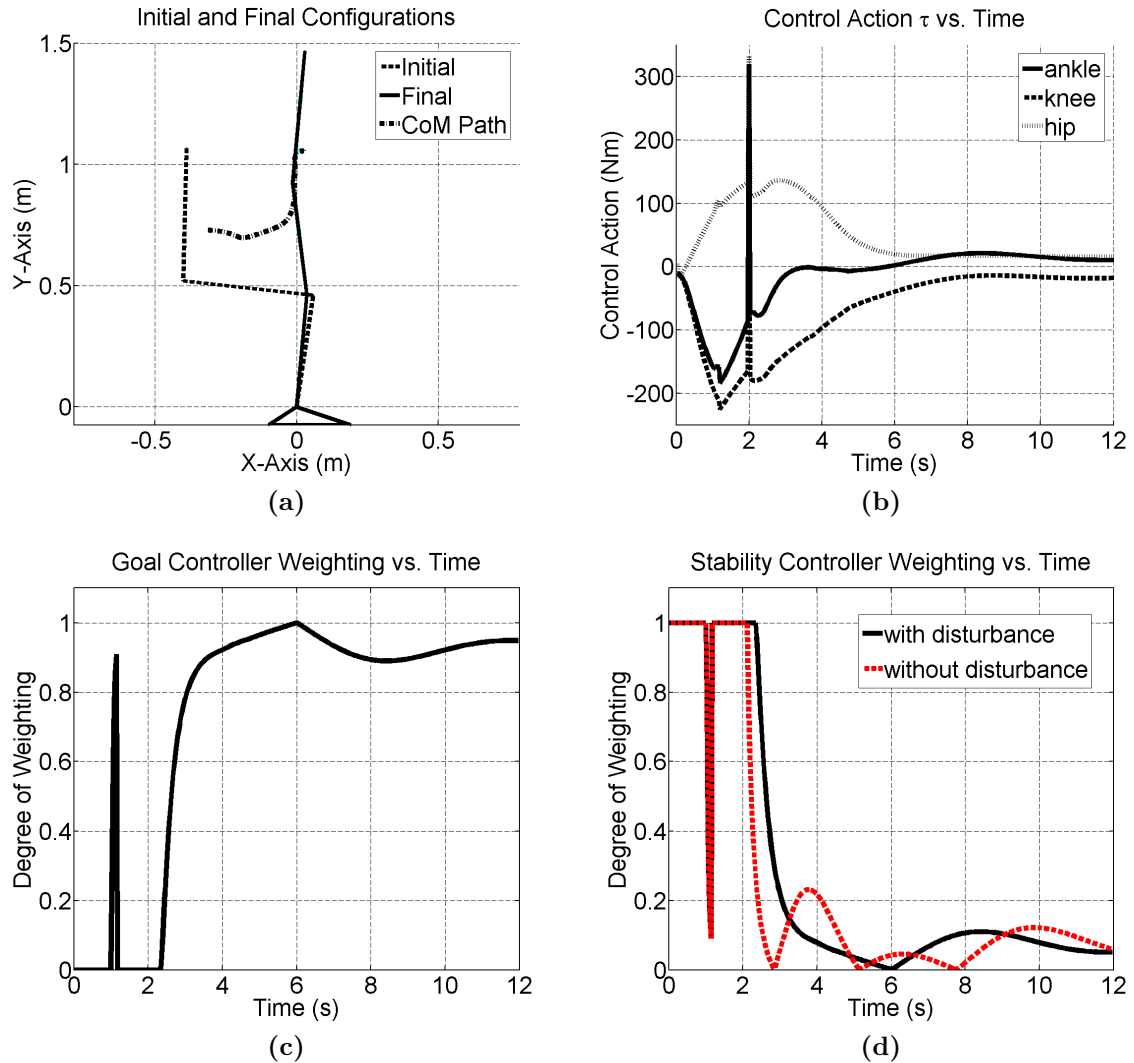 Initial and Final Configurations
Y-Axis (m)
1.5
1
0.5
0
-0.5
0
0.5
X-Axis (m)
Initial
Final
CoM Path
(a)
Control Action τ vs. Time
Control Action (Nm)
300
200
100
0
-100
-200
0
2
4
6
8
10
12
Time (s)
ankle
knee
hip
(b)
Goal Controller Weighting vs. Time
Degree of Weighting
1
0.8
0.6
0.4
0.2
0
0
2
4
6
8
10
12
Time (s)
(c)
Stability Controller Weighting vs. Time
Degree of Weighting
1
0.8
0.6
0.4
0.2
0
0
2
4
6
8
10
12
Time (s)
with disturbance
without disturbance
(d)